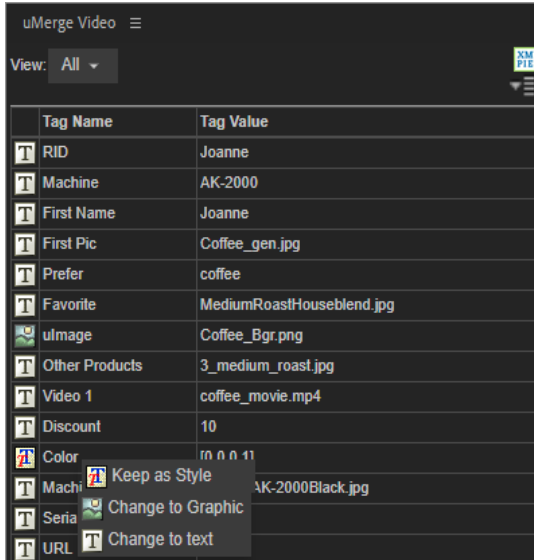 uMerge Video
View: All
XM
PIE
Tag Name Tag Value
T RID Joanne
T Machine AK-2000
T First Name Joanne
T First Pic Coffee_gen.jpg
T Prefer coffee
T Favorite MediumRoastHouseblend.jpg
uImage Coffee_Bgr.png
T Other Products 3_medium_roast.jpg
T Video 1 coffee_movie.mp4
T Discount 10
T Color [0,0,0,1]
T Keep as Style
T Machi AK-2000Black.jpg
Change to Graphic
T Seria
T Change to text
T URL